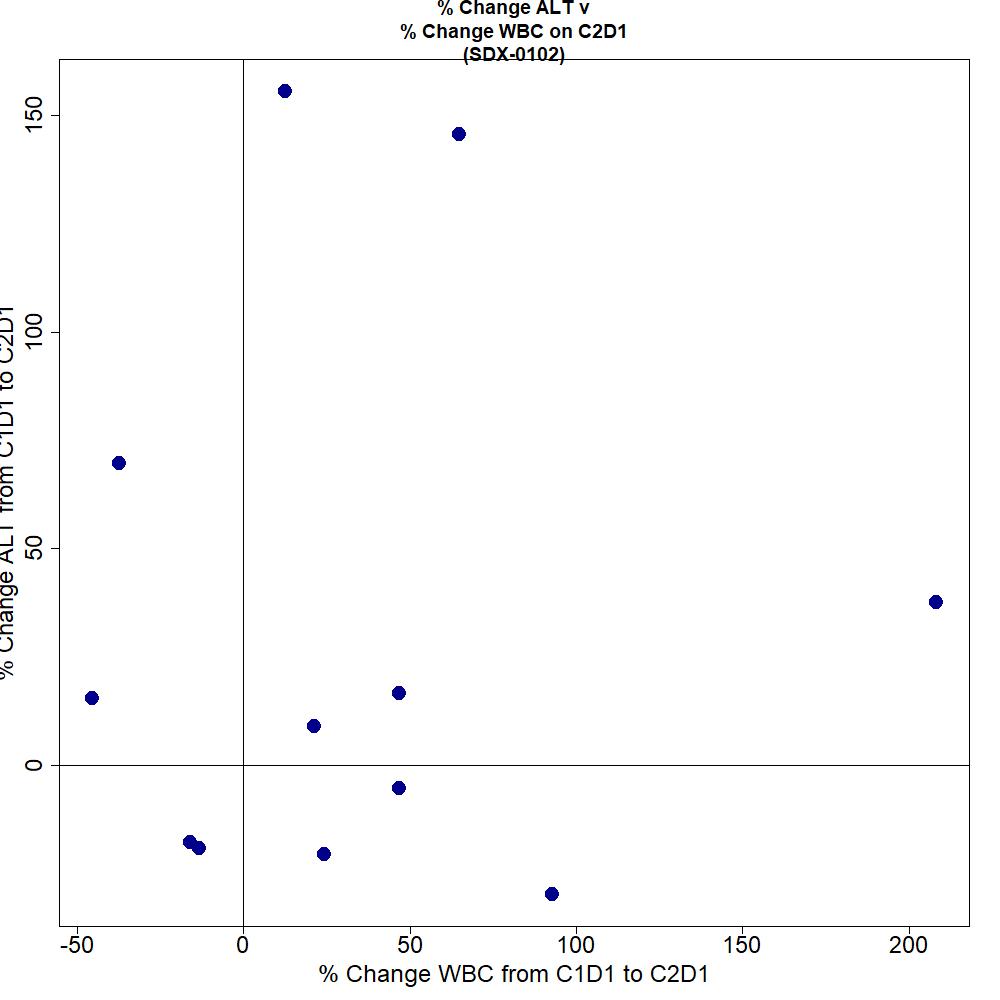 % Change ALT v
% Change WBC on C2D1
(SDX-0102)
% Change ALT from C1D1 to C2D1
150
100
50
0
-50 0 50 100 150 200
% Change WBC from C1D1 to C2D1